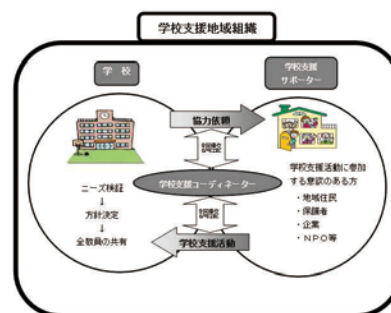 学校支援地域組織
学 校
学校支援
サポーター
協力依頼
調整
学校支援活動に参加
する意欲のある方
・地域住民
・保護者
・企業
・NPO等
学校支援コーディネーター
ニーズ検証
↓
方針決定
↓
全教員の共有
調整
学校支援活動